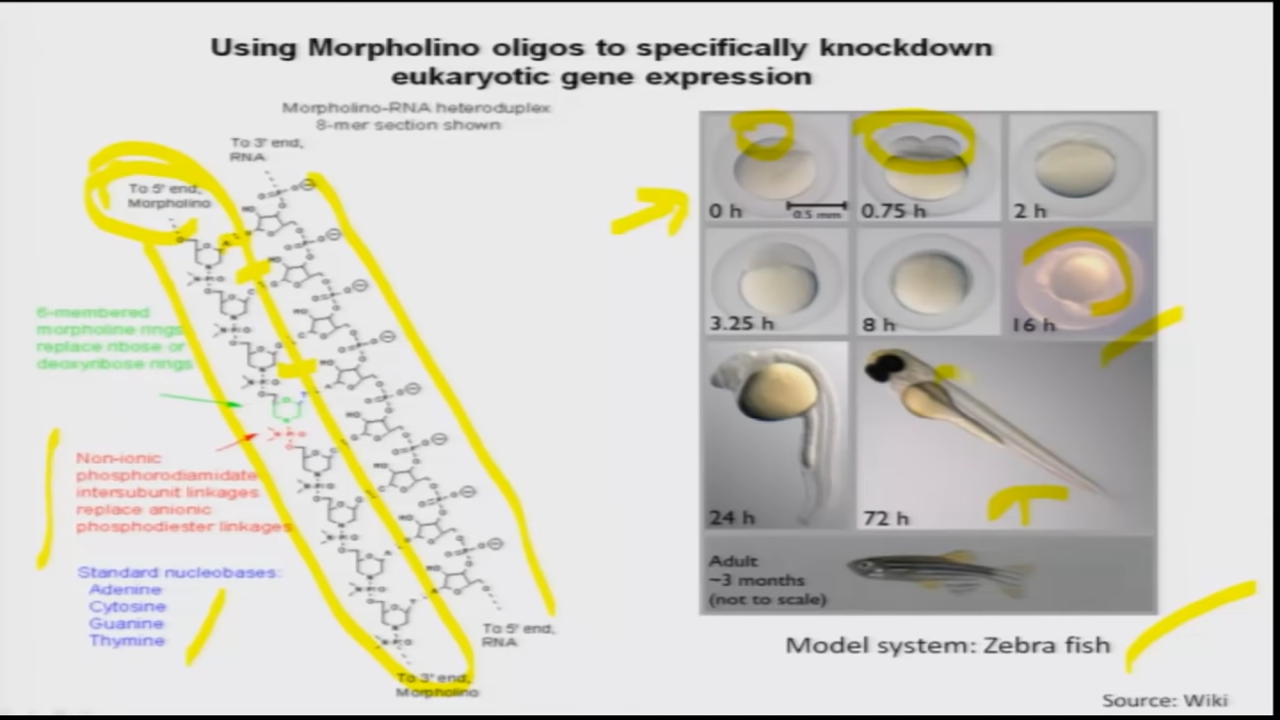 Using Morpholino oligos to specifically knockdown
eukaryotic gene expression
Morpholino-RNA heteroduplex
8-mer section shown
To 3' end,
RNA
To 5' end,
Morpholino
6-membered
morpholine rings
replace ribose or
deoxyribose rings
Non-ionic
phosphorodiamidate
intersubunit linkages
replace anionic
phosphodiester linkages
Standard nucleobases:
Adenine
Cytosine
Guanine
Thymine
To 5' end,
RNA
To 3' end,
Morpholino
0 h
0.5 mm
0.75 h
2 h
3.25 h
8 h
16 h
24 h
72 h
Adult
~3 months
(not to scale)
Model system: Zebra fish
Source: Wiki